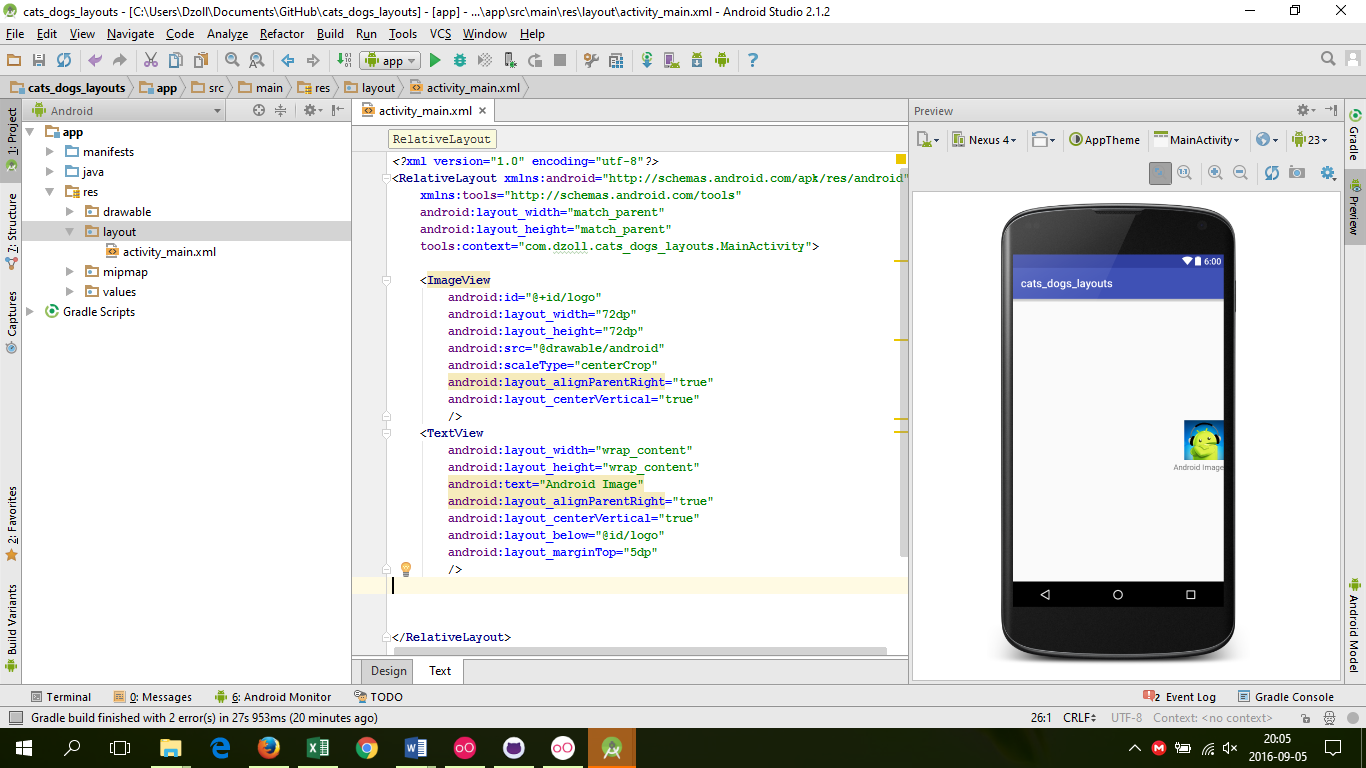 cats_dogs_layouts - [C:\Users\Dzoll\Documents\GitHub\cats_dogs_layouts] - [app] - ...\app\src\main\res\layout\activity_main.xml - Android Studio 2.1.2
File Edit View Navigate Code Analyze Refactor Build Run Tools VCS Window Help
app
cats_dogs_layouts app src main res layout activity_main.xml
1: Project
7: Structure
Captures
2: Favorites
Build Variants
Android
app
manifests
java
res
drawable
layout
activity_main.xml
mipmap
values
Gradle Scripts
activity_main.xml
RelativeLayout
<?xml version="1.0" encoding="utf-8"?>
<RelativeLayout xmlns:android="http://schemas.android.com/apk/res/android"
xmlns:tools="http://schemas.android.com/tools"
android:layout_width="match_parent"
android:layout_height="match_parent"
tools:context="com.dzoll.cats_dogs_layouts.MainActivity">
<ImageView
android:id="@+id/logo"
android:layout_width="72dp"
android:layout_height="72dp"
android:src="@drawable/android"
android:scaleType="centerCrop"
android:layout_alignParentRight="true"
android:layout_centerVertical="true"
/>
<TextView
android:layout_width="wrap_content"
android:layout_height="wrap_content"
android:text="Android Image"
android:layout_alignParentRight="true"
android:layout_centerVertical="true"
android:layout_below="@id/logo"
android:layout_marginTop="5dp"
/>
</RelativeLayout>
Design Text
Preview
Nexus 4 AppTheme MainActivity 23
1:1
6:00
cats_dogs_layouts
Android Image
Gradle
Preview
Android Model
Terminal 0: Messages 6: Android Monitor TODO 2 Event Log Gradle Console
Gradle build finished with 2 error(s) in 27s 953ms (20 minutes ago) 26:1 CRLF UTF-8 Context: <no context>
20:05
2016-09-05